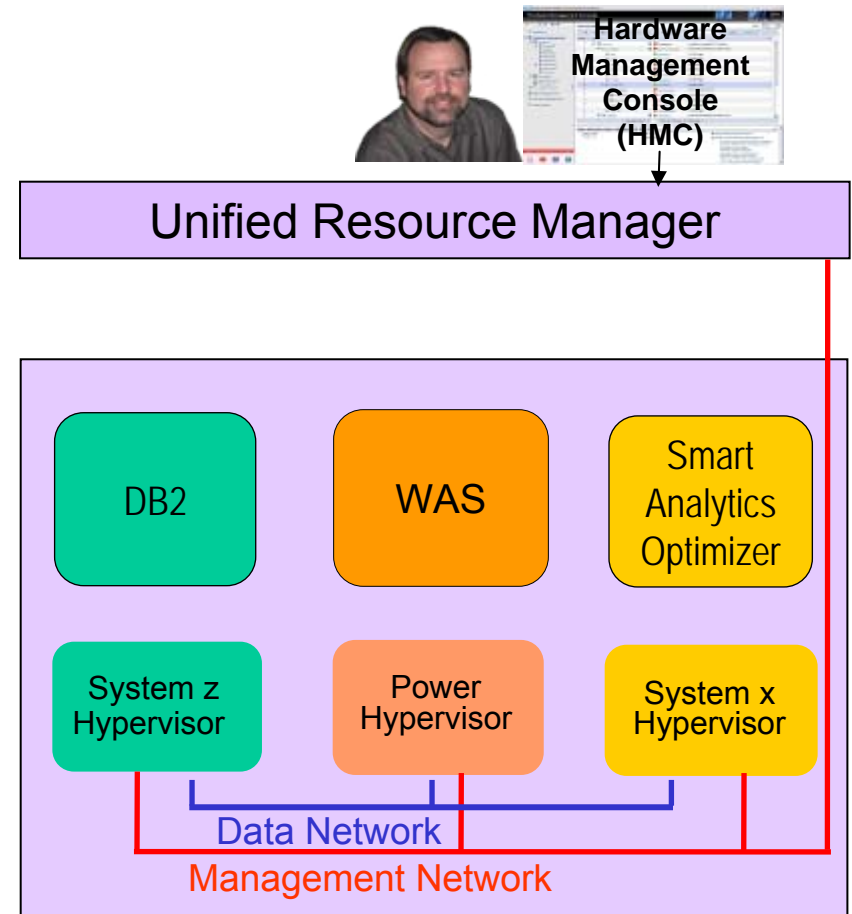 Hardware
Management
Console
(HMC)
Unified Resource Manager
DB2
WAS
Smart
Analytics
Optimizer
System z
Hypervisor
Power
Hypervisor
System x
Hypervisor
Data Network
Management Network